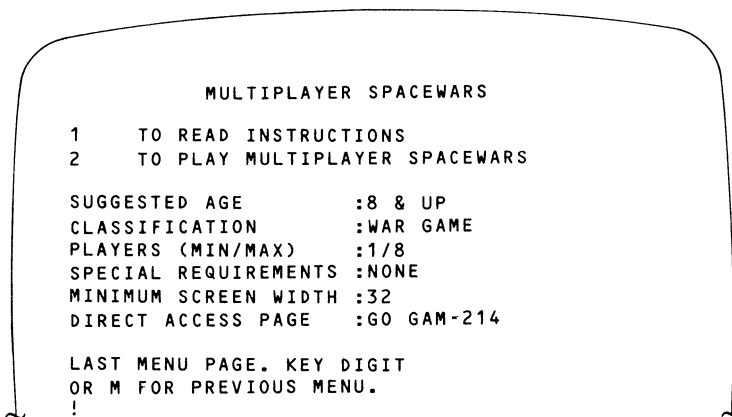 MULTIPLAYER SPACEWARS
1 TO READ INSTRUCTIONS
2 TO PLAY MULTIPLAYER SPACEWARS
SUGGESTED AGE :8 & UP
CLASSIFICATION :WAR GAME
PLAYERS (MIN/MAX) :1/8
SPECIAL REQUIREMENTS :NONE
MINIMUM SCREEN WIDTH :32
DIRECT ACCESS PAGE :GO GAM-214
LAST MENU PAGE. KEY DIGIT
OR M FOR PREVIOUS MENU.
!